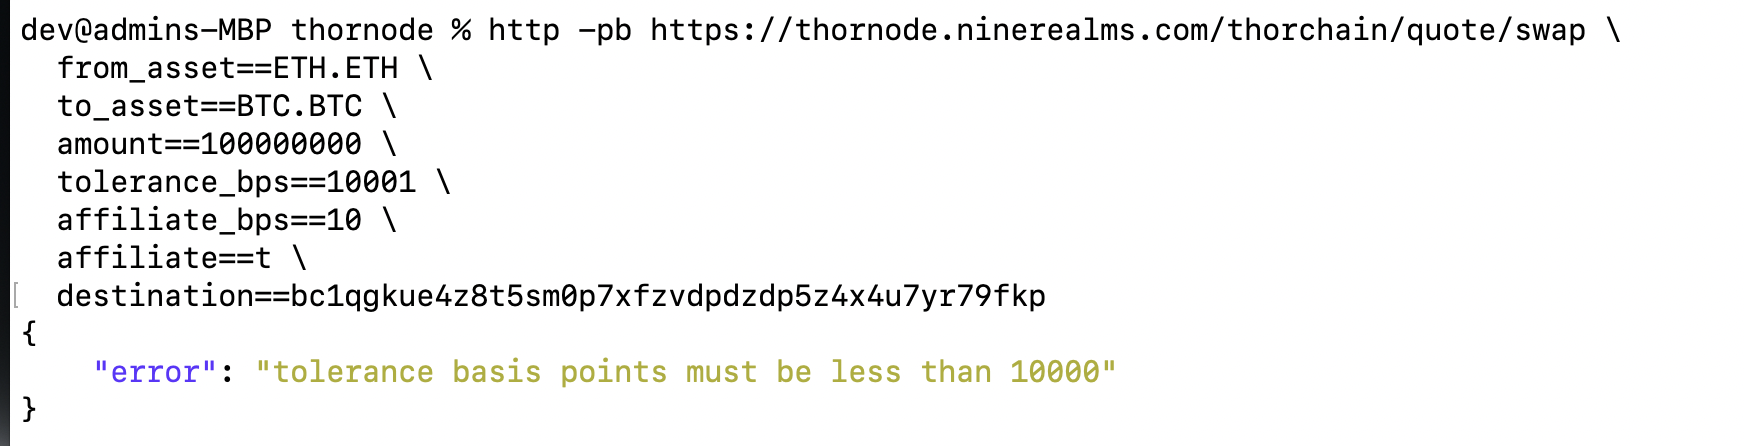 dev@admins-MBP thornode % http -pb https://thornode.ninerealms.com/thorchain/quote/swap \
  from_asset==ETH.ETH \
  to_asset==BTC.BTC \
  amount==100000000 \
  tolerance_bps==10001 \
  affiliate_bps==10 \
  affiliate==t \
[ destination==bc1qgkue4z8t5sm0p7xfzvdpdzdp5z4x4u7yr79fkp
{
    "error": "tolerance basis points must be less than 10000"
}